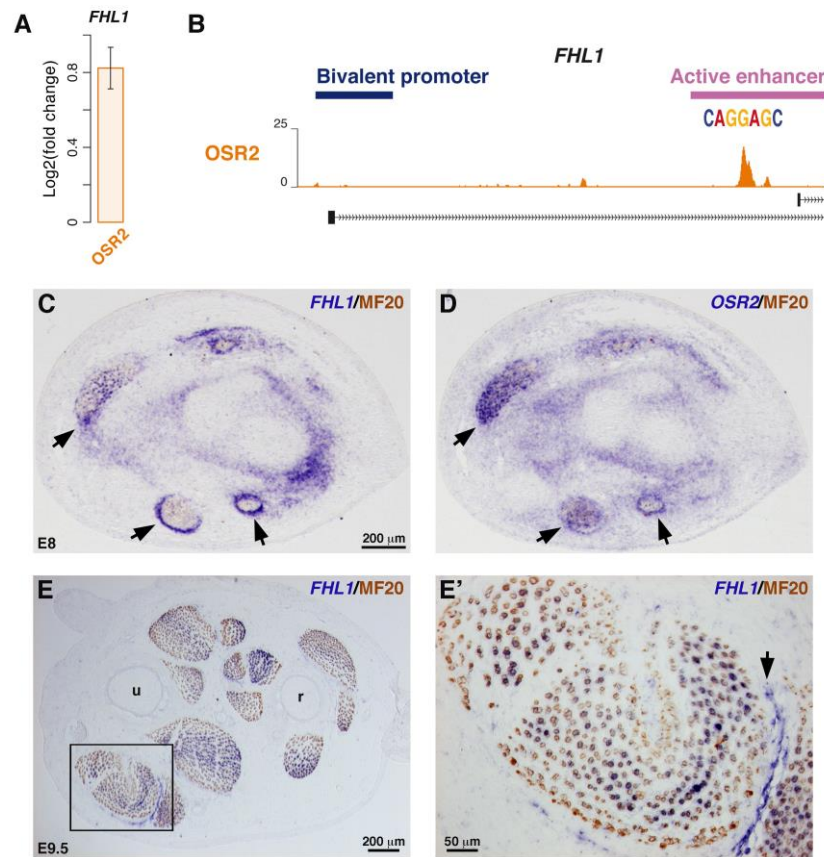 A
FHL1
Log2(fold change)
0.8
0.4
0
OSR2
B
FHL1
Bivalent promoter
Active enhancer
CAGGAGC
OSR2
25
0
C
FHL1/MF20
E8
200 µm
D
OSR2/MF20
E
FHL1/MF20
u
r
E9.5
200 µm
E'
FHL1/MF20
50 µm